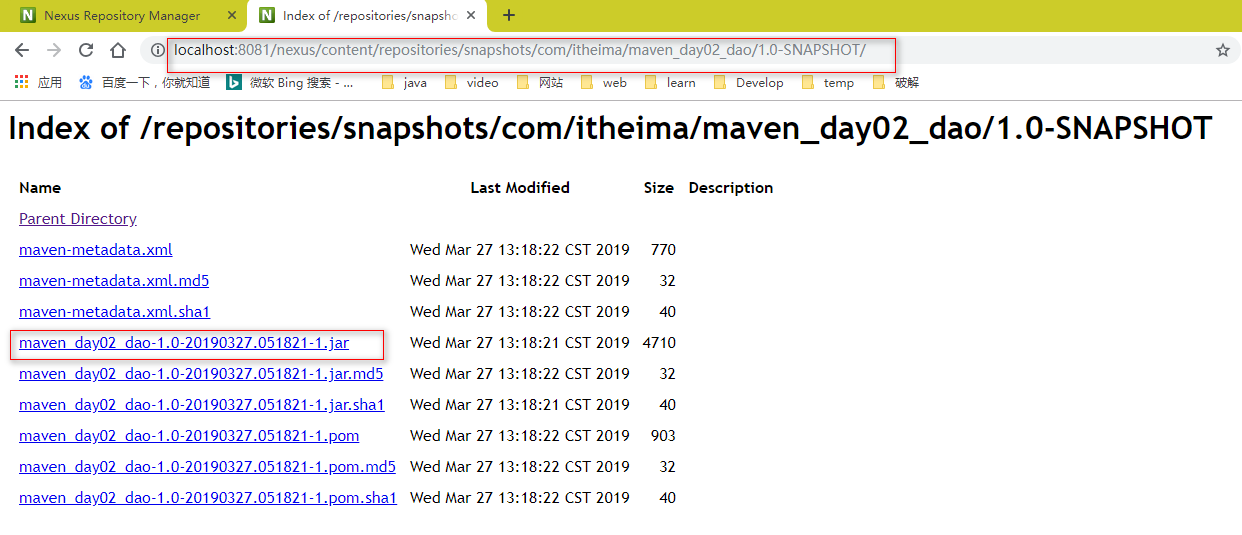 Nexus Repository Manager
Index of /repositories/snapsho
localhost:8081/nexus/content/repositories/snapshots/com/itheima/maven_day02_dao/1.0-SNAPSHOT/
应用 百度一下，你就知道 微软 Bing 搜索 - ... java video 网站 web learn Develop temp 破解
Index of /repositories/snapshots/com/itheima/maven_day02_dao/1.0-SNAPSHOT
Name Last Modified Size Description
Parent Directory
maven-metadata.xml Wed Mar 27 13:18:22 CST 2019 770
maven-metadata.xml.md5 Wed Mar 27 13:18:22 CST 2019 32
maven-metadata.xml.sha1 Wed Mar 27 13:18:22 CST 2019 40
maven_day02_dao-1.0-20190327.051821-1.jar Wed Mar 27 13:18:21 CST 2019 4710
maven_day02_dao-1.0-20190327.051821-1.jar.md5 Wed Mar 27 13:18:22 CST 2019 32
maven_day02_dao-1.0-20190327.051821-1.jar.sha1 Wed Mar 27 13:18:21 CST 2019 40
maven_day02_dao-1.0-20190327.051821-1.pom Wed Mar 27 13:18:22 CST 2019 903
maven_day02_dao-1.0-20190327.051821-1.pom.md5 Wed Mar 27 13:18:22 CST 2019 32
maven_day02_dao-1.0-20190327.051821-1.pom.sha1 Wed Mar 27 13:18:22 CST 2019 40